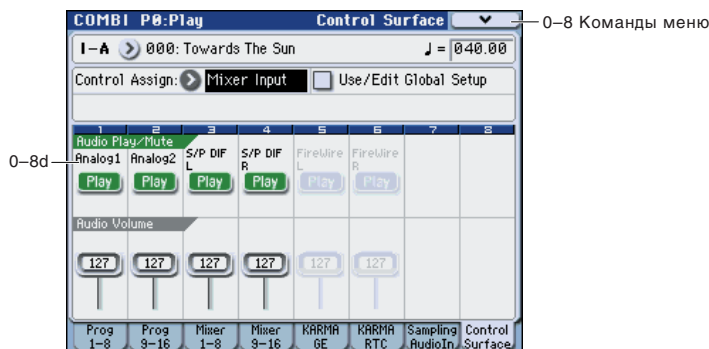 COMBI P0:Play Control Surface
0–8 Команды меню
I–A 000: Towards The Sun ♩= 040.00
Control Assign: Mixer Input Use/Edit Global Setup
1 2 3 4 5 6 7 8
Audio Play/Mute
0–8d
Analog1 Analog2 S/P DIF L S/P DIF R FireWire L FireWire R
Play Play Play Play Play Play
Audio Volume
127 127 127 127 127 127
Prog 1–8 Prog 9–16 Mixer 1–8 Mixer 9–16 KARMA GE KARMA RTC Sampling AudioIn Control Surface